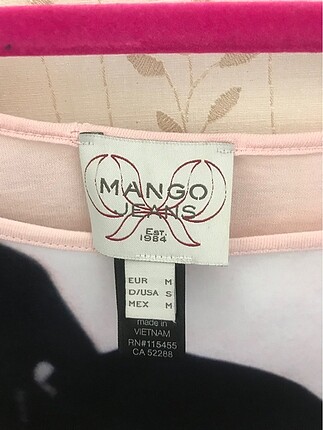 MANGO
JEANS
Est.
1984
EUR M
D/USA S
MEX M
made in
VIETNAM
RN#115455
CA 52288